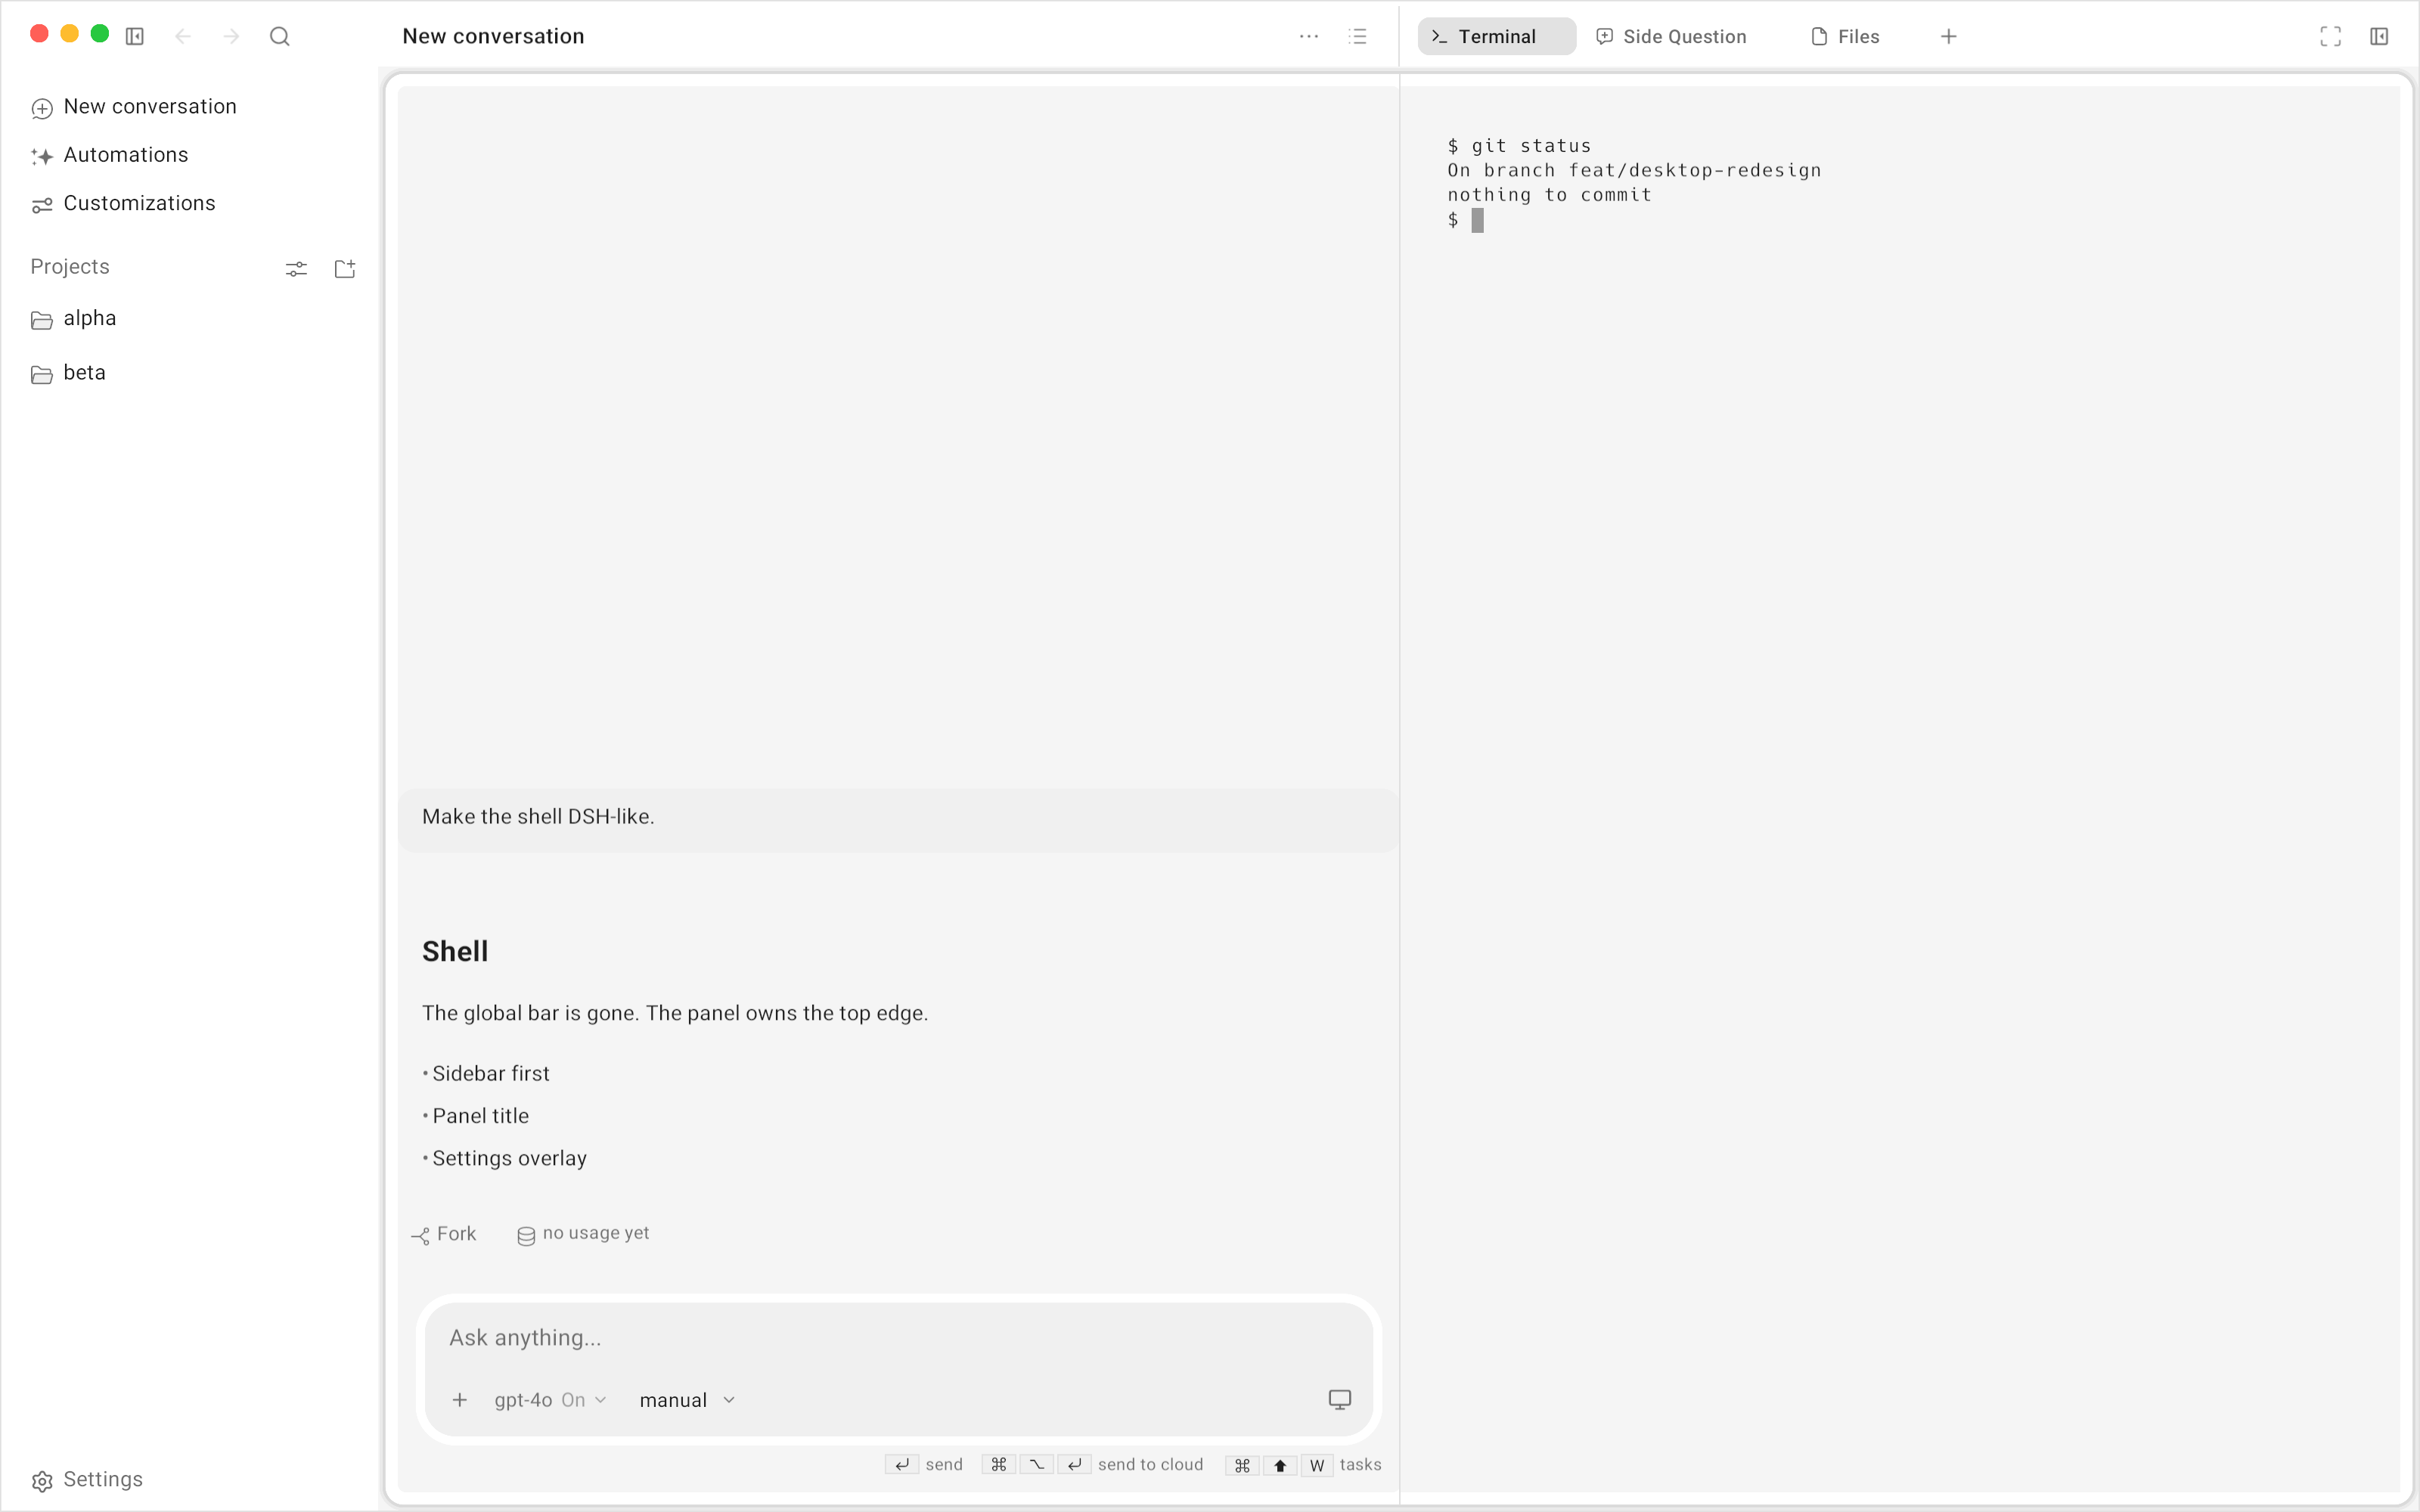 New conversation
Terminal
Side Question
Files
New conversation
Automations
Customizations
Projects
alpha
beta
Settings
Make the shell DSH-like.
Shell
The global bar is gone. The panel owns the top edge.
• Sidebar first
• Panel title
• Settings overlay
Fork no usage yet
Ask anything...
gpt-4o On manual
send ⌘ ⌥ send to cloud ⌘ W tasks
$ git status
On branch feat/desktop-redesign
nothing to commit
$